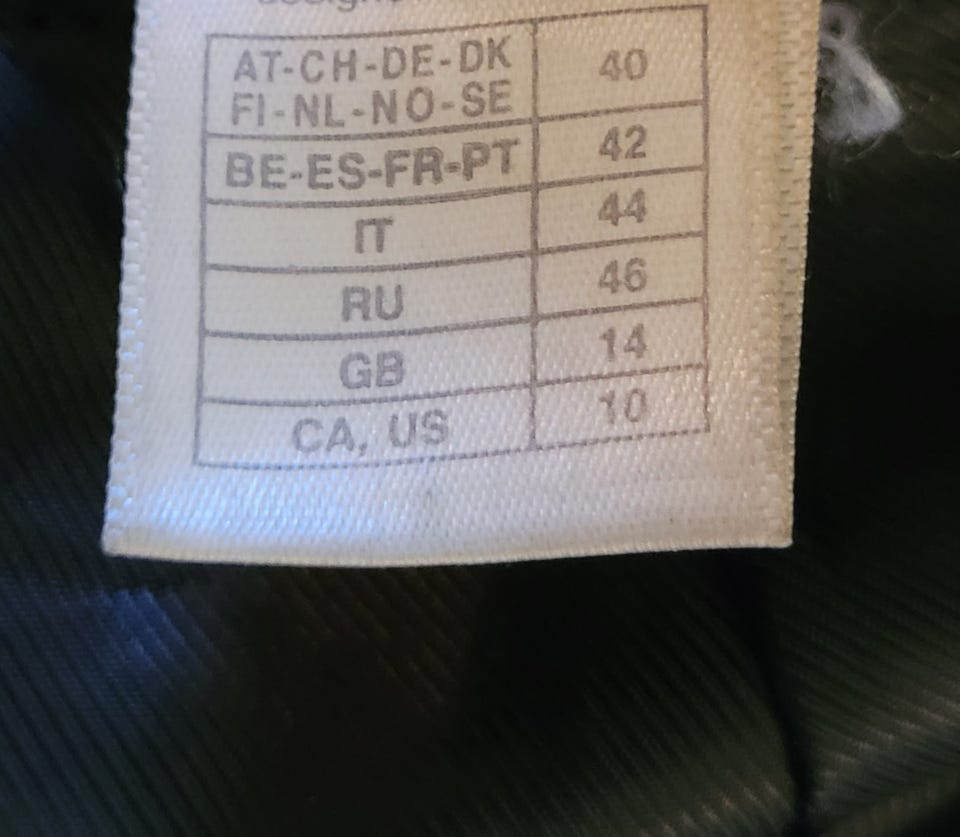 AT-CH-DE-DK 40
FI-NL-NO-SE
BE-ES-FR-PT 42
IT 44
RU 46
GB 14
CA, US 10